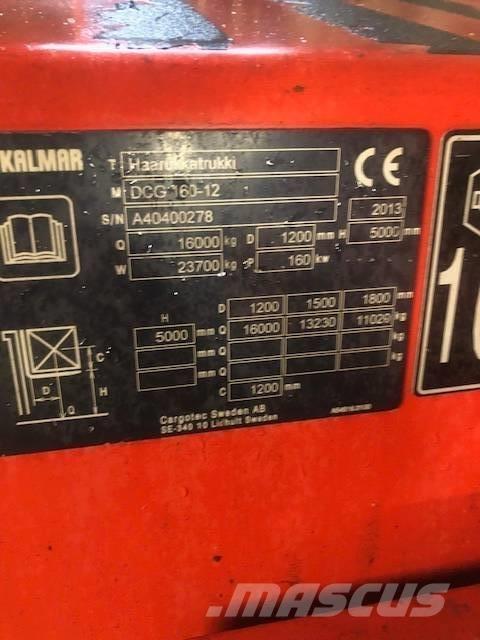 KALMAR
T Haarukkatrukki
M DCG 160-12
S/N A40400278 2013
Q 16000 kg D 1200 mm H 5000 mm
W 23700 kg P 160 kw
H D 1200 1500 1800 mm
5000 mm Q 16000 13230 11020 kg
mm Q kg
mm Q kg
C 1200 mm
D C H Q
Cargotec Sweden AB
SE-340 10 Lidhult Sweden
CE
MASCUS